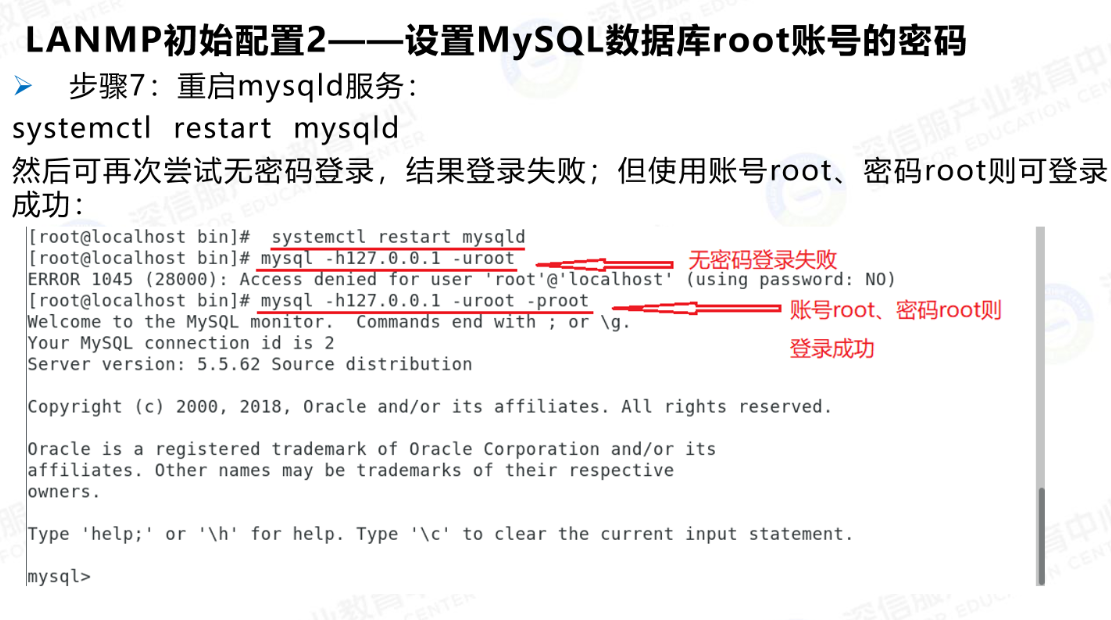 LANMP初始配置2——设置MySQL数据库root账号的密码
➢ 步骤7：重启mysqld服务：
systemctl restart mysqld
然后可再次尝试无密码登录，结果登录失败；但使用账号root、密码root则可登录
成功：
[root@localhost bin]# systemctl restart mysqld
[root@localhost bin]# mysql -h127.0.0.1 -uroot
无密码登录失败
ERROR 1045 (28000): Access denied for user 'root'@'localhost' (using password: NO)
[root@localhost bin]# mysql -h127.0.0.1 -uroot -proot
账号root、密码root则
登录成功
Welcome to the MySQL monitor.  Commands end with ; or \g.
Your MySQL connection id is 2
Server version: 5.5.62 Source distribution
Copyright (c) 2000, 2018, Oracle and/or its affiliates. All rights reserved.
Oracle is a registered trademark of Oracle Corporation and/or its
affiliates. Other names may be trademarks of their respective
owners.
Type 'help;' or '\h' for help. Type '\c' to clear the current input statement.
mysql>
深信服产业教育中心
EDUCATION CENTER